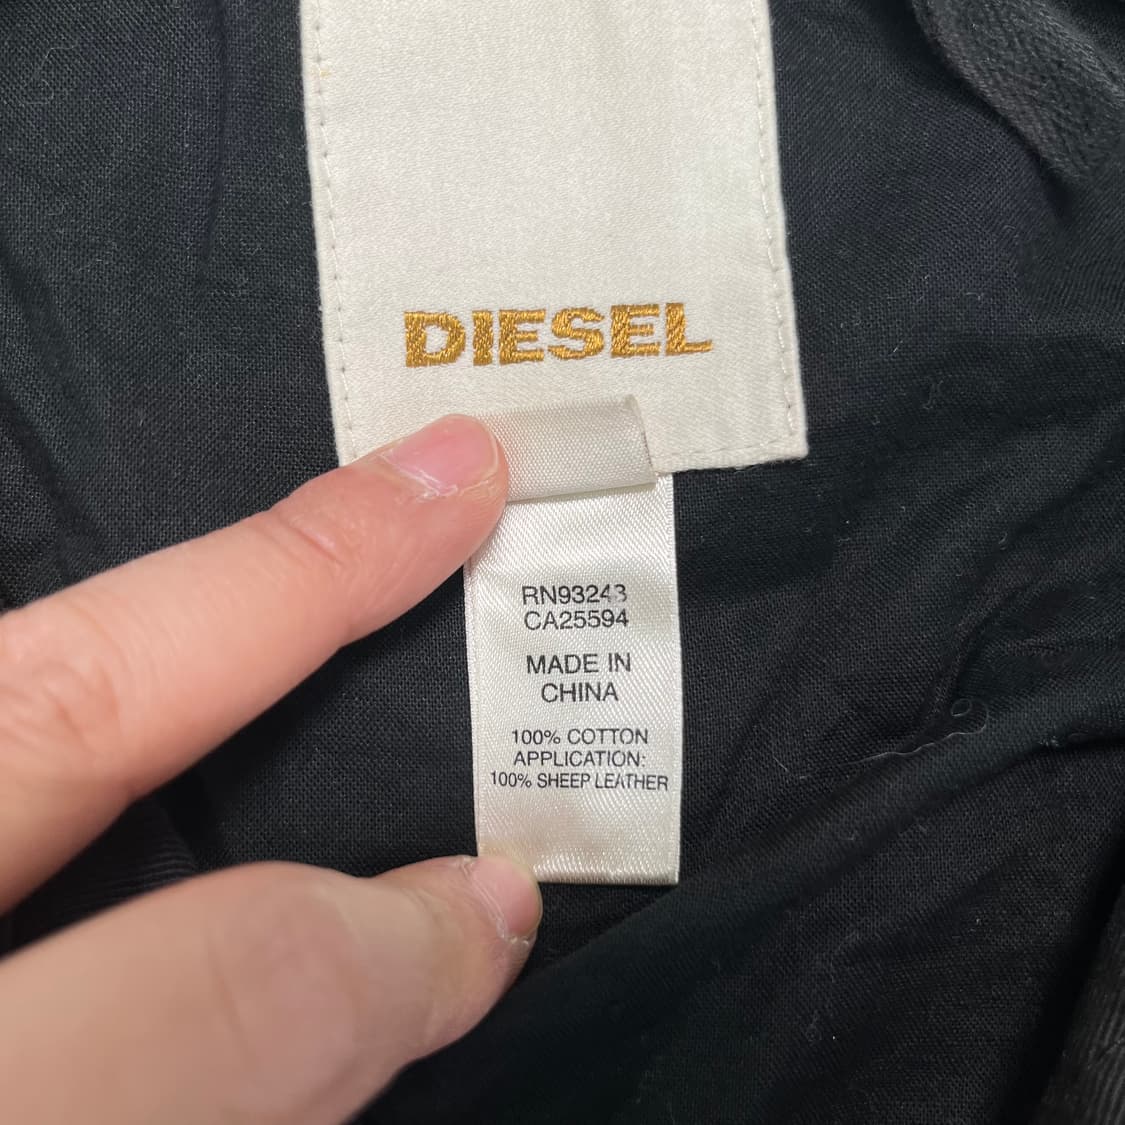 DIESEL
RN93243
CA25594
MADE IN
CHINA
100% COTTON
APPLICATION:
100% SHEEP LEATHER